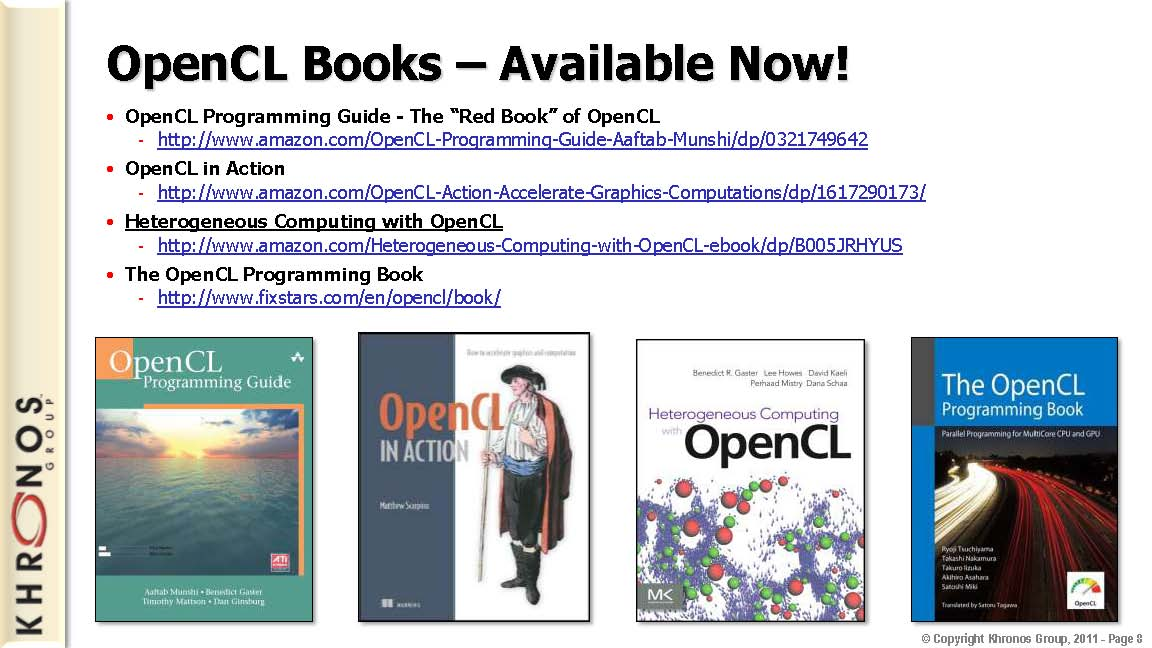 OpenCL Books – Available Now!
• OpenCL Programming Guide - The “Red Book” of OpenCL
- http://www.amazon.com/OpenCL-Programming-Guide-Aaftab-Munshi/dp/0321749642
• OpenCL in Action
- http://www.amazon.com/OpenCL-Action-Accelerate-Graphics-Computations/dp/1617290173/
• Heterogeneous Computing with OpenCL
- http://www.amazon.com/Heterogeneous-Computing-with-OpenCL-ebook/dp/B005JRHYUS
• The OpenCL Programming Book
- http://www.fixstars.com/en/opencl/book/
OpenCL
Programming Guide
ATI
Aaftab Munshi • Benedict Gaster
Timothy Mattson • Dan Ginsburg
How to accelerate graphics and computation
OpenCL
IN ACTION
Matthew Scarpino
MANNING
Benedict R. Gaster Lee Howes David Kaeli
Perhaad Mistry Dana Schaa
Heterogeneous Computing
with
OpenCL
MK
The OpenCL
Programming Book
Parallel Programming for MultiCore CPU and GPU
Ryoji Tsuchiyama
Takashi Nakamura
Takuro Iizuka
Akihiro Asahara
Satoshi Miki
Translated by Satoru Tagawa
OpenCL
KHRONOS
GROUP
© Copyright Khronos Group, 2011 - Page 8